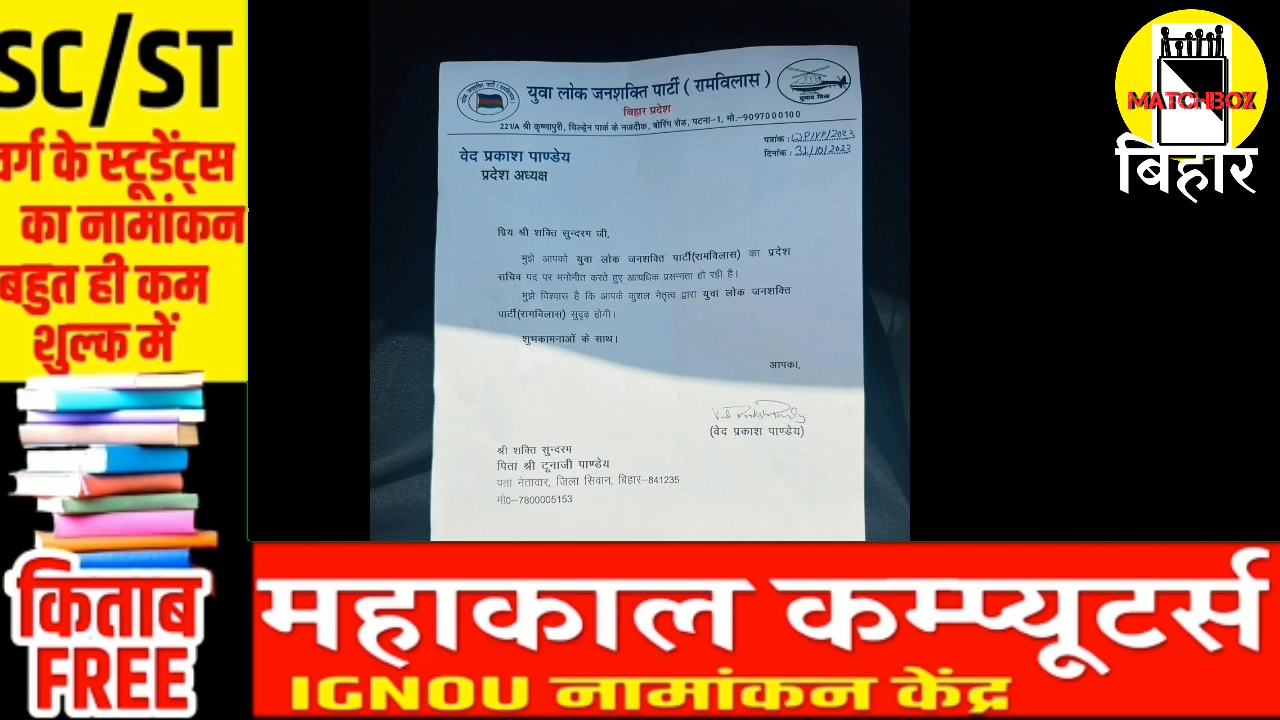 SC/ST
वर्ग के स्टूडेंट्स
का नामांकन
बहुत ही कम
शुल्क में
किताब
FREE
युवा लोक जनशक्ति पार्टी ( रामविलास )
बिहार प्रदेश
221/A श्री कृष्णापुरी, चिल्ड्रेन पार्क के नजदीक, बोरिंग रोड, पटना–1, मो.–9097000100
चुनाव चिन्ह
पत्रांक :
दिनांक : 31/10/2023
वेद प्रकाश पाण्डेय
प्रदेश अध्यक्ष
प्रिय श्री शक्ति सुन्दरम जी,
मुझे आपको युवा लोक जनशक्ति पार्टी(रामविलास) का प्रदेश
सचिव पद पर मनोनीत करते हुए अत्यधिक प्रसन्नता हो रही है।
मुझे विश्वास है कि आपके कुशल नेतृत्व द्वारा युवा लोक जनशक्ति
पार्टी(रामविलास) सुदृढ़ होगी।
शुभकामनाओं के साथ।
आपका,
(वेद प्रकाश पाण्डेय)
श्री शक्ति सुन्दरम
पिता श्री टूनाजी पाण्डेय
पता नेतावार, जिला सिवान, बिहार–841235
मो0–7800005153
MATCHBOX
बिहार
महाकाल कम्प्यूटर्स
IGNOU नामांकन केंद्र